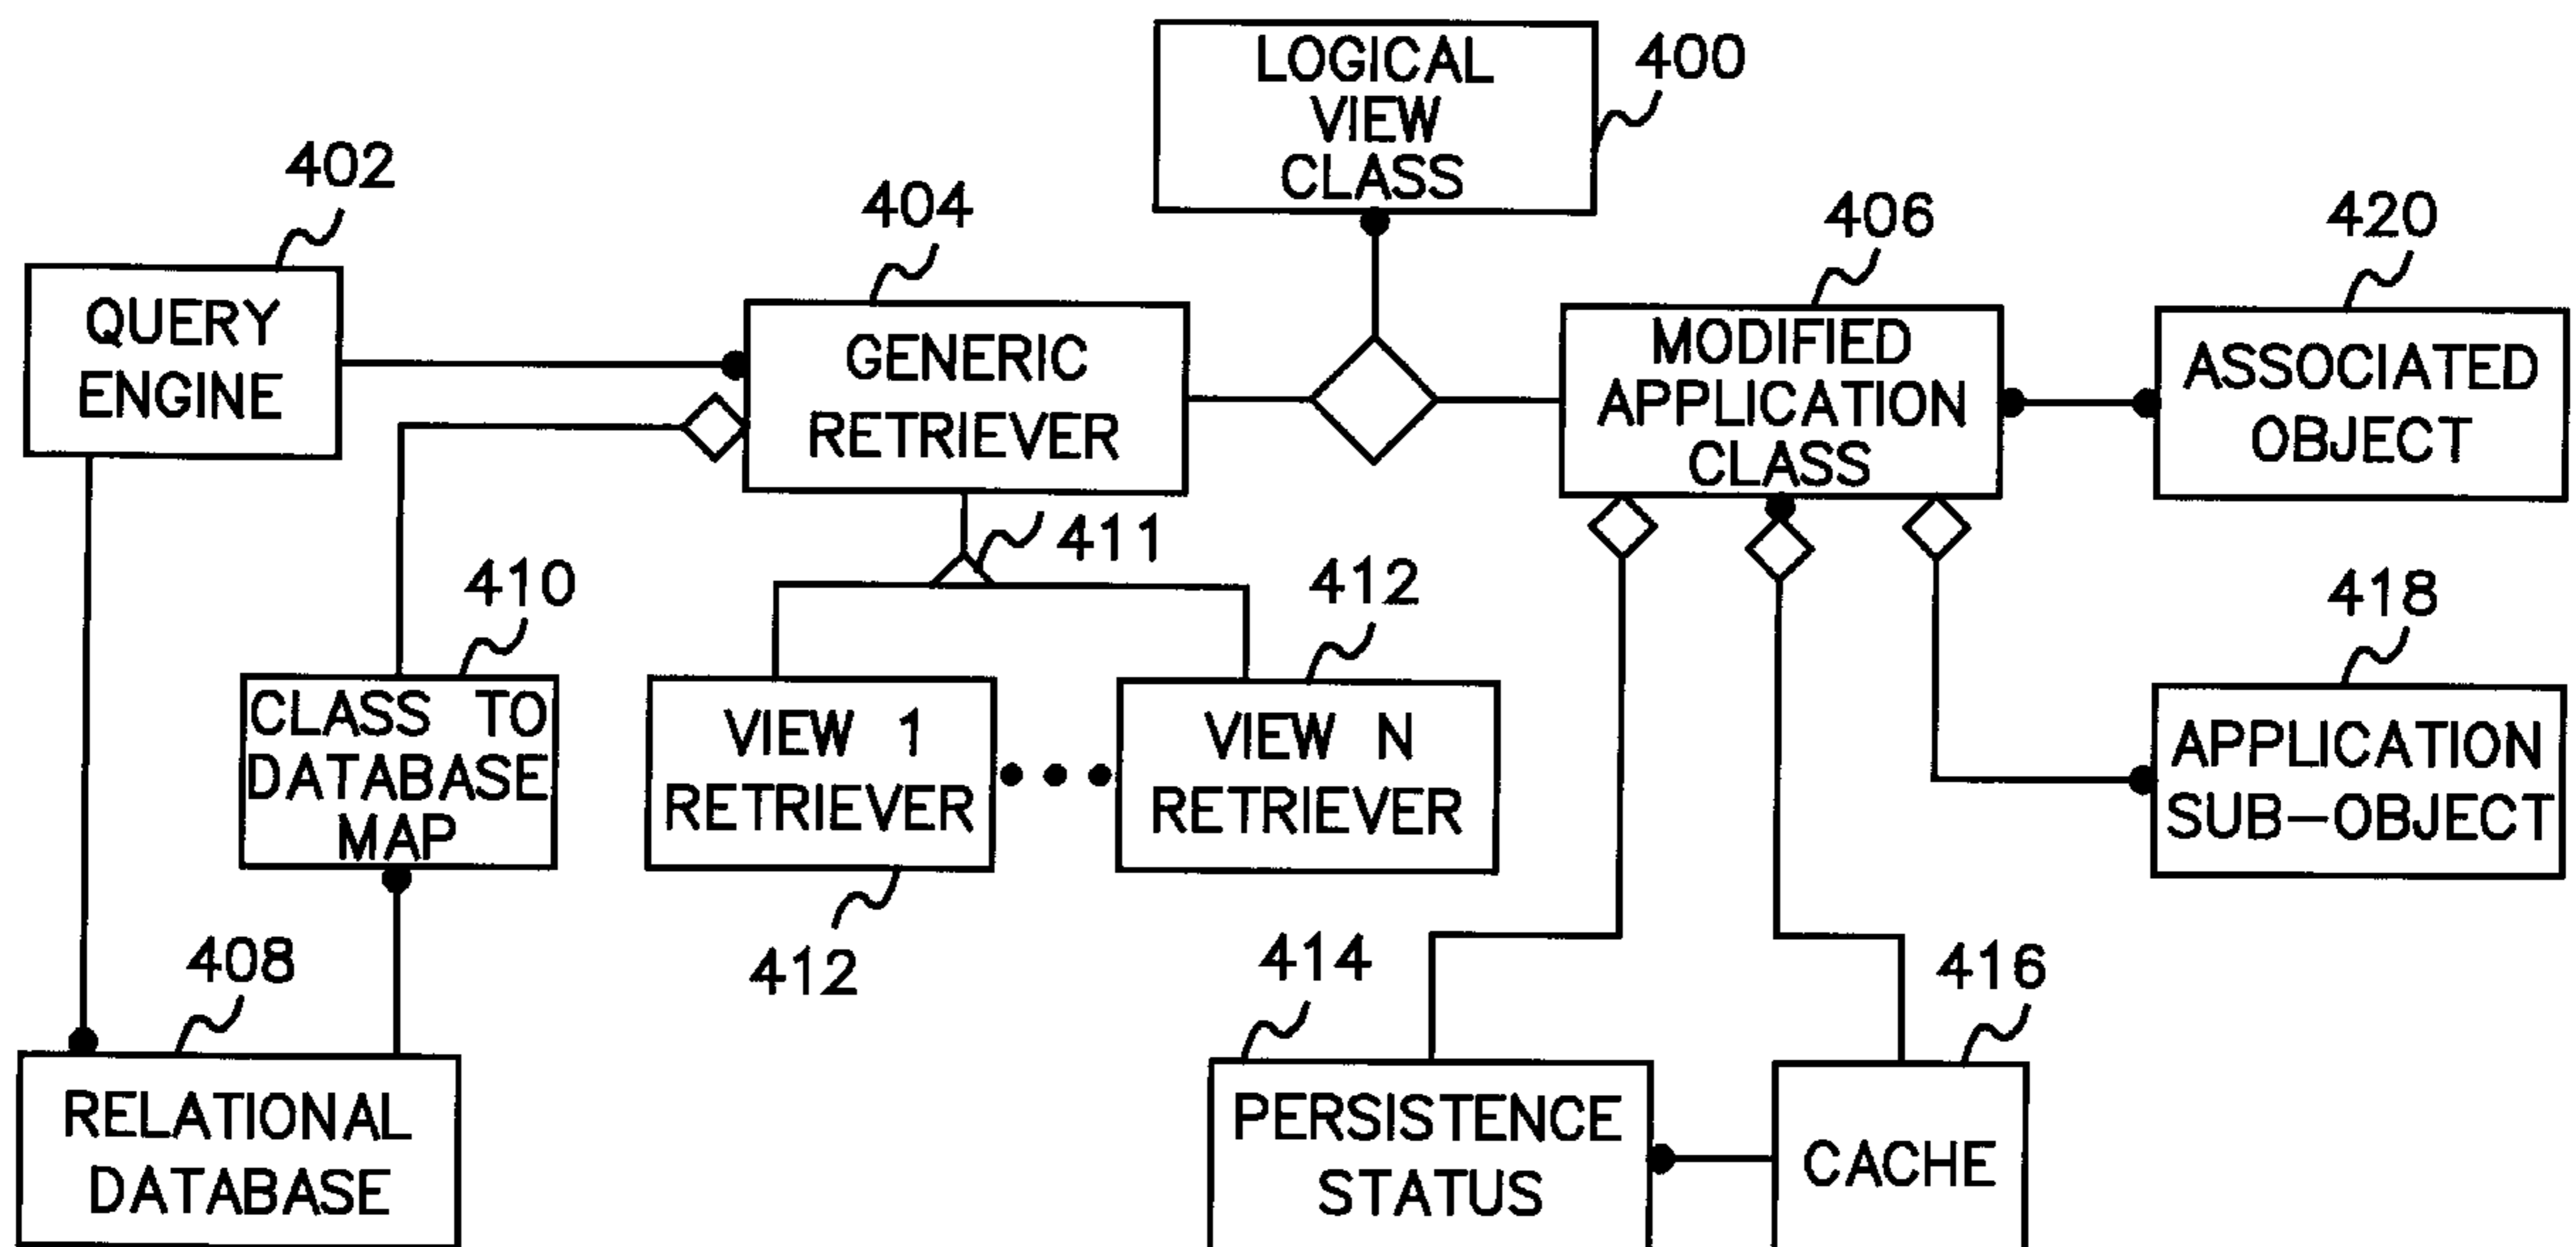 LOGICAL
VIEW
CLASS
400
402
QUERY
ENGINE
404
GENERIC
RETRIEVER
406
MODIFIED
APPLICATION
CLASS
420
ASSOCIATED
OBJECT
411
410
CLASS TO
DATABASE
MAP
VIEW 1
RETRIEVER
412
412
VIEW N
RETRIEVER
418
APPLICATION
SUB-OBJECT
408
RELATIONAL
DATABASE
414
PERSISTENCE
STATUS
416
CACHE